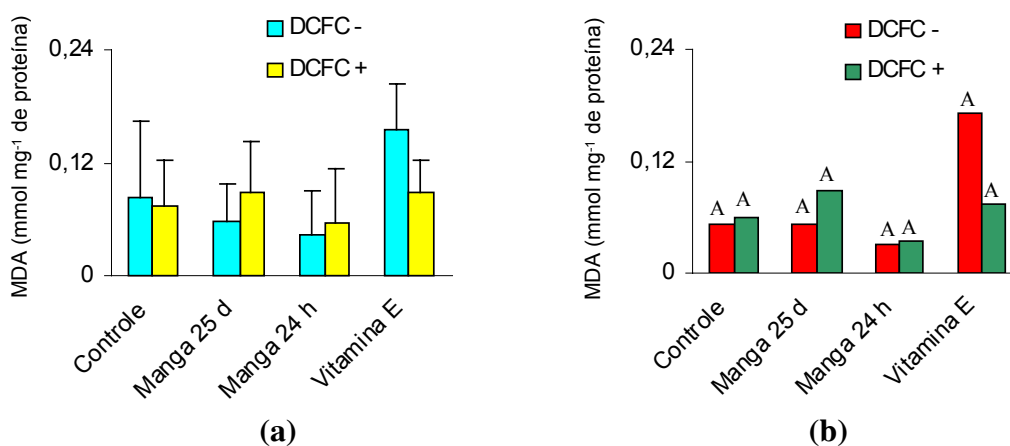 DCFC -
DCFC +
MDA (mmol mg⁻¹ de proteína)
0,24
0,12
0
Controle
Manga 25 d
Manga 24 h
Vitamina E
(a)
DCFC -
DCFC +
MDA (mmol mg⁻¹ de proteína)
0,24
0,12
0
A A A A A A A A
Controle
Manga 25 d
Manga 24 h
Vitamina E
(b)